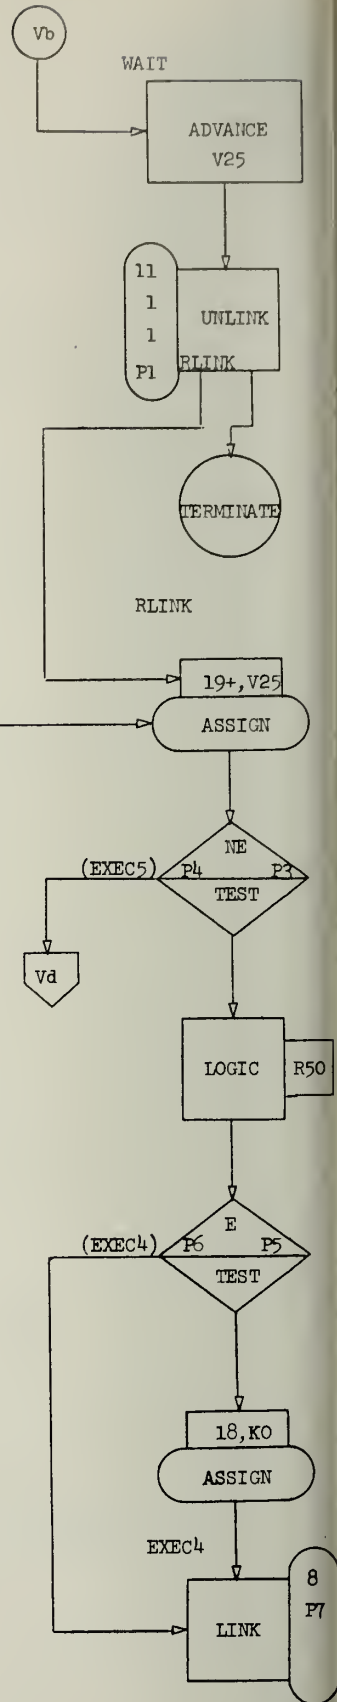 Vb
WAIT
ADVANCE
V25
11
1
1
P1
UNLINK
RLINK
TERMINATE
RLINK
19+,V25
ASSIGN
NE
(EXEC5)
P4 P3
TEST
Vd
LOGIC
R50
E
(EXEC4)
P6 P5
TEST
18,K0
ASSIGN
EXEC4
LINK
8
P7